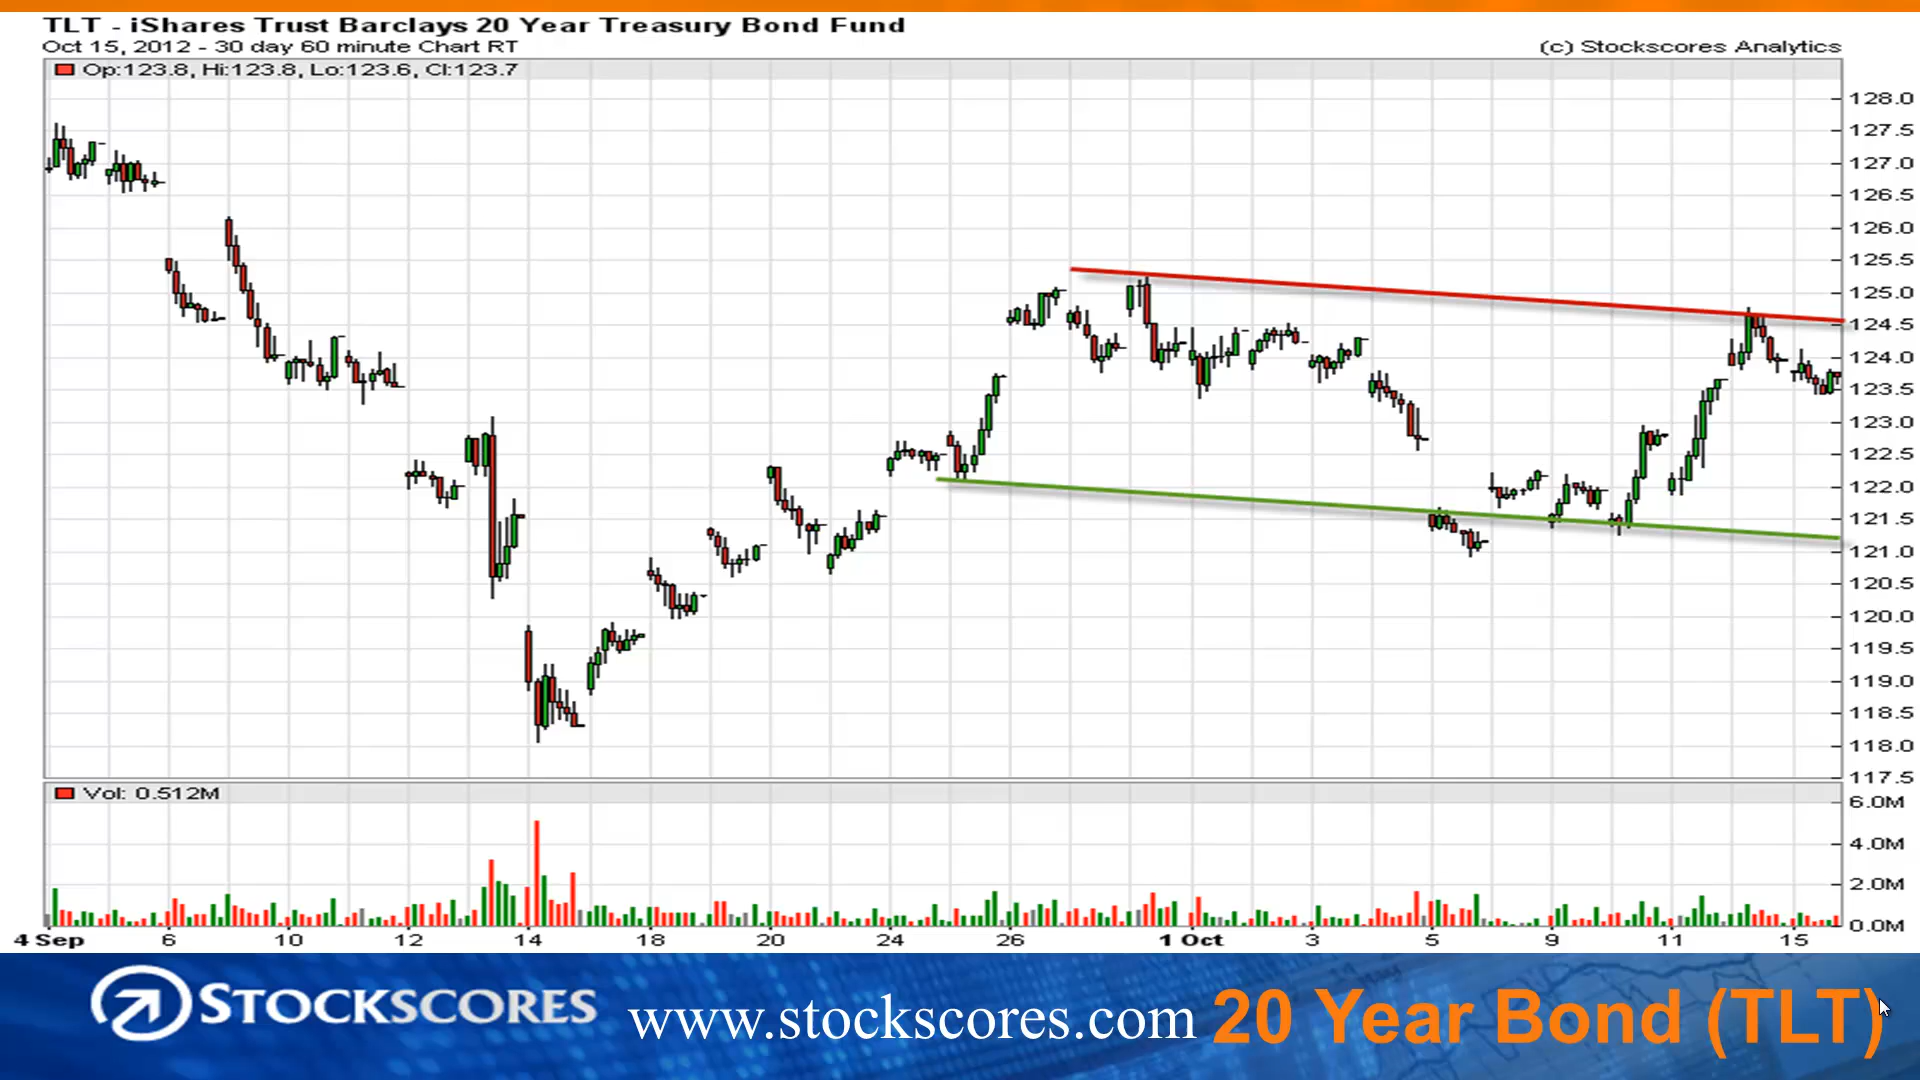 TLT - iShares Trust Barclays 20 Year Treasury Bond Fund
Oct 15, 2012 - 30 day 60 minute Chart RT
(c) Stockscores Analytics
Op:123.8, Hi:123.8, Lo:123.6, Cl:123.7
128.0
127.5
127.0
126.5
126.0
125.5
125.0
124.5
124.0
123.5
123.0
122.5
122.0
121.5
121.0
120.5
120.0
119.5
119.0
118.5
118.0
117.5
Vol: 0.512M
6.0M
4.0M
2.0M
0.0M
4 Sep 6 10 12 14 18 20 24 26 1 Oct 3 5 9 11 15
STOCKSCORES www.stockscores.com 20 Year Bond (TLT)